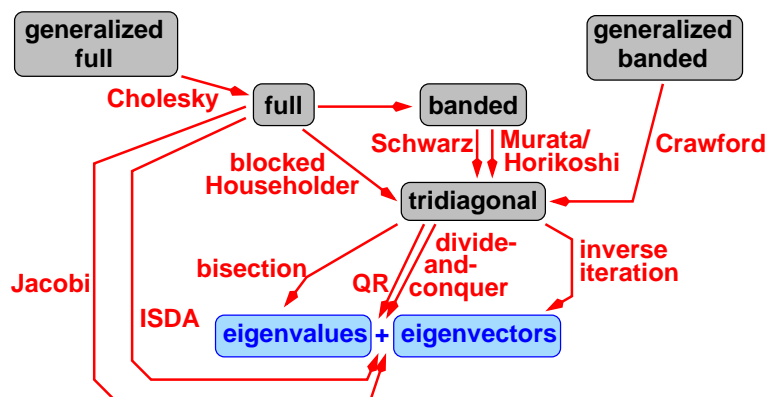 generalized
full
generalized
banded
Cholesky
full
banded
Schwarz
Murata/
Horikoshi
Crawford
blocked
Householder
tridiagonal
bisection
QR
divide-
and-
conquer
inverse
iteration
Jacobi
ISDA
eigenvalues + eigenvectors